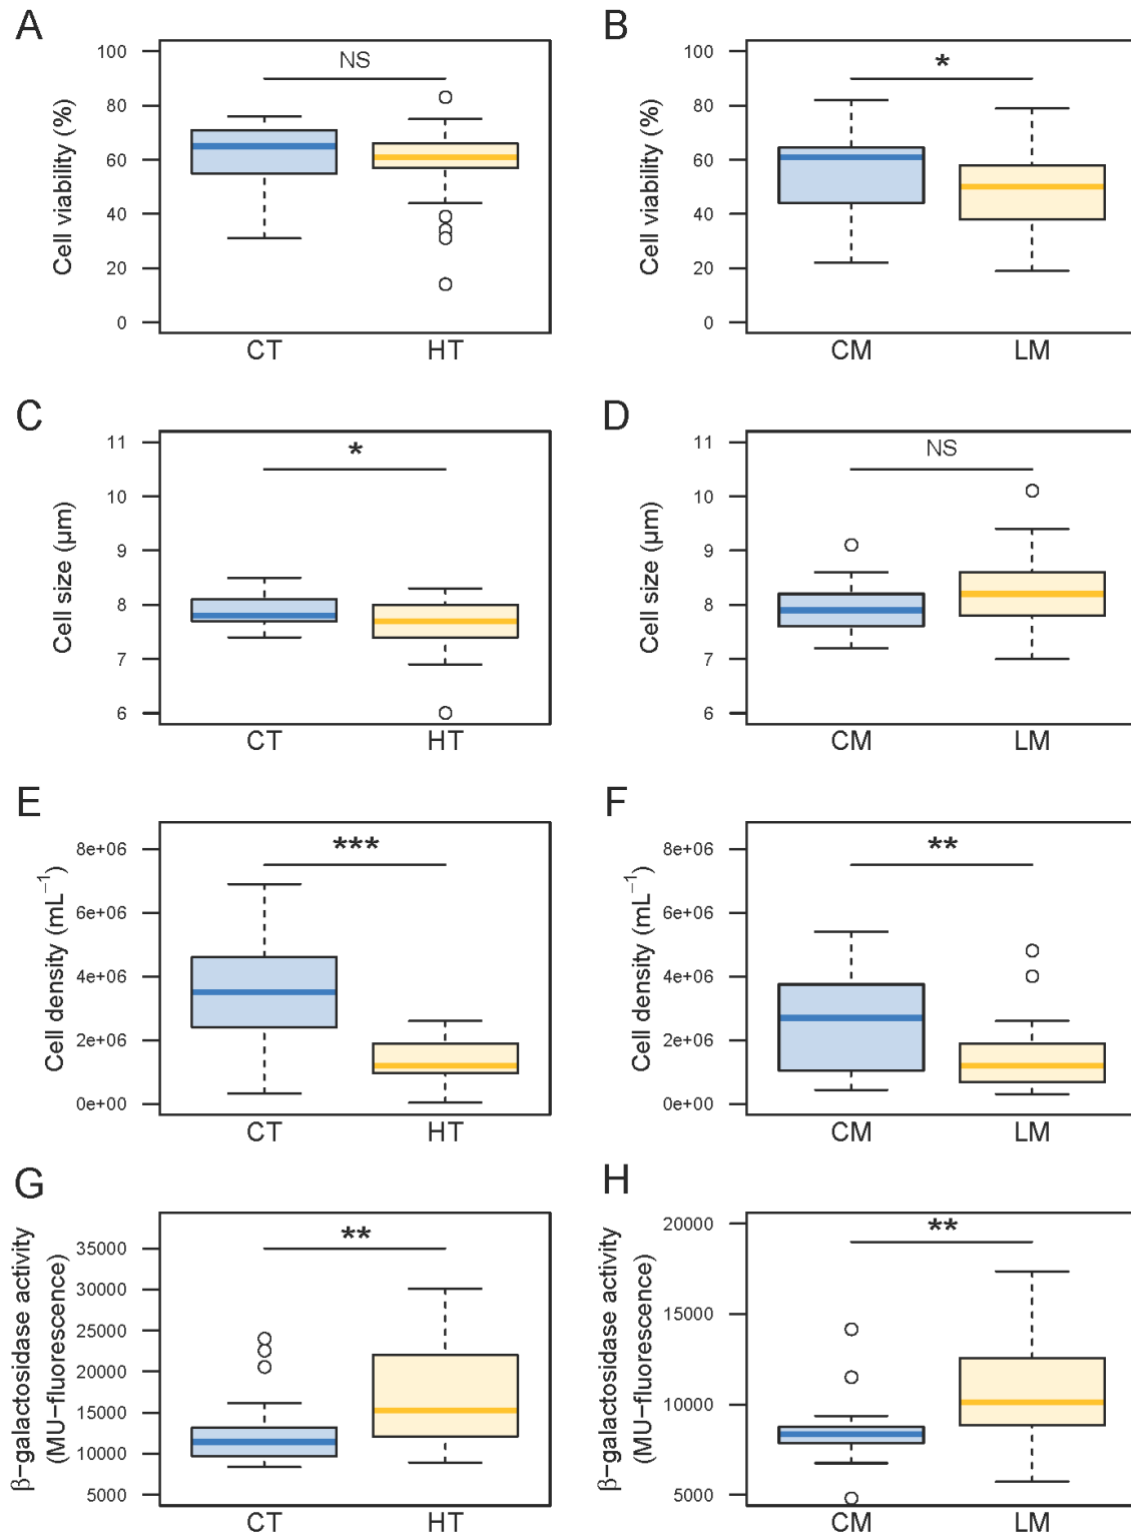 A
Cell viability (%)
100
80
60
40
20
0
NS
CT
HT
B
Cell viability (%)
100
80
60
40
20
0
*
CM
LM
C
Cell size (µm)
11
10
9
8
7
6
*
CT
HT
D
Cell size (µm)
11
10
9
8
7
6
NS
CM
LM
E
Cell density (mL⁻¹)
8e+06
6e+06
4e+06
2e+06
0e+00
***
CT
HT
F
Cell density (mL⁻¹)
8e+06
6e+06
4e+06
2e+06
0e+00
**
CM
LM
G
β−galactosidase activity
(MU−fluorescence)
35000
30000
25000
20000
15000
10000
5000
**
CT
HT
H
β−galactosidase activity
(MU−fluorescence)
20000
15000
10000
5000
**
CM
LM